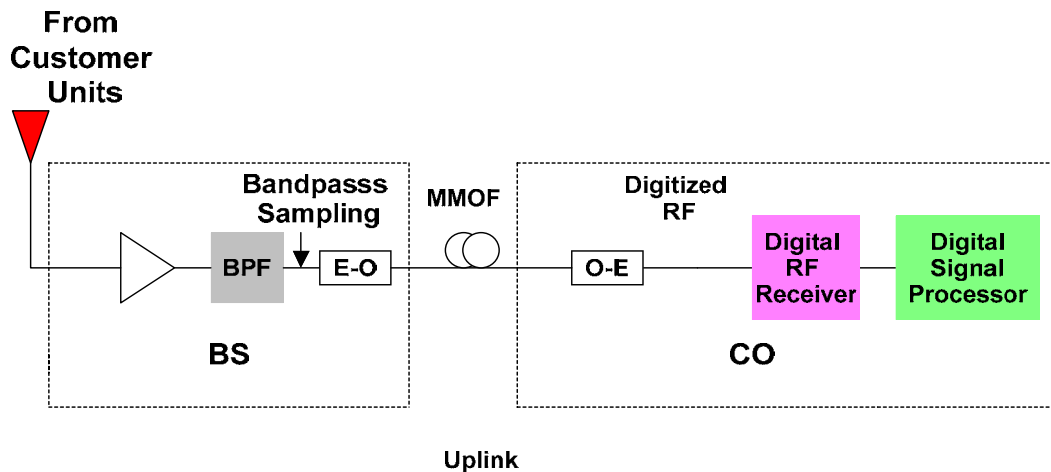 From
Customer
Units
Bandpasss
Sampling
MMOF
Digitized
RF
BPF
E-O
O-E
Digital
RF
Receiver
Digital
Signal
Processor
BS
CO
Uplink